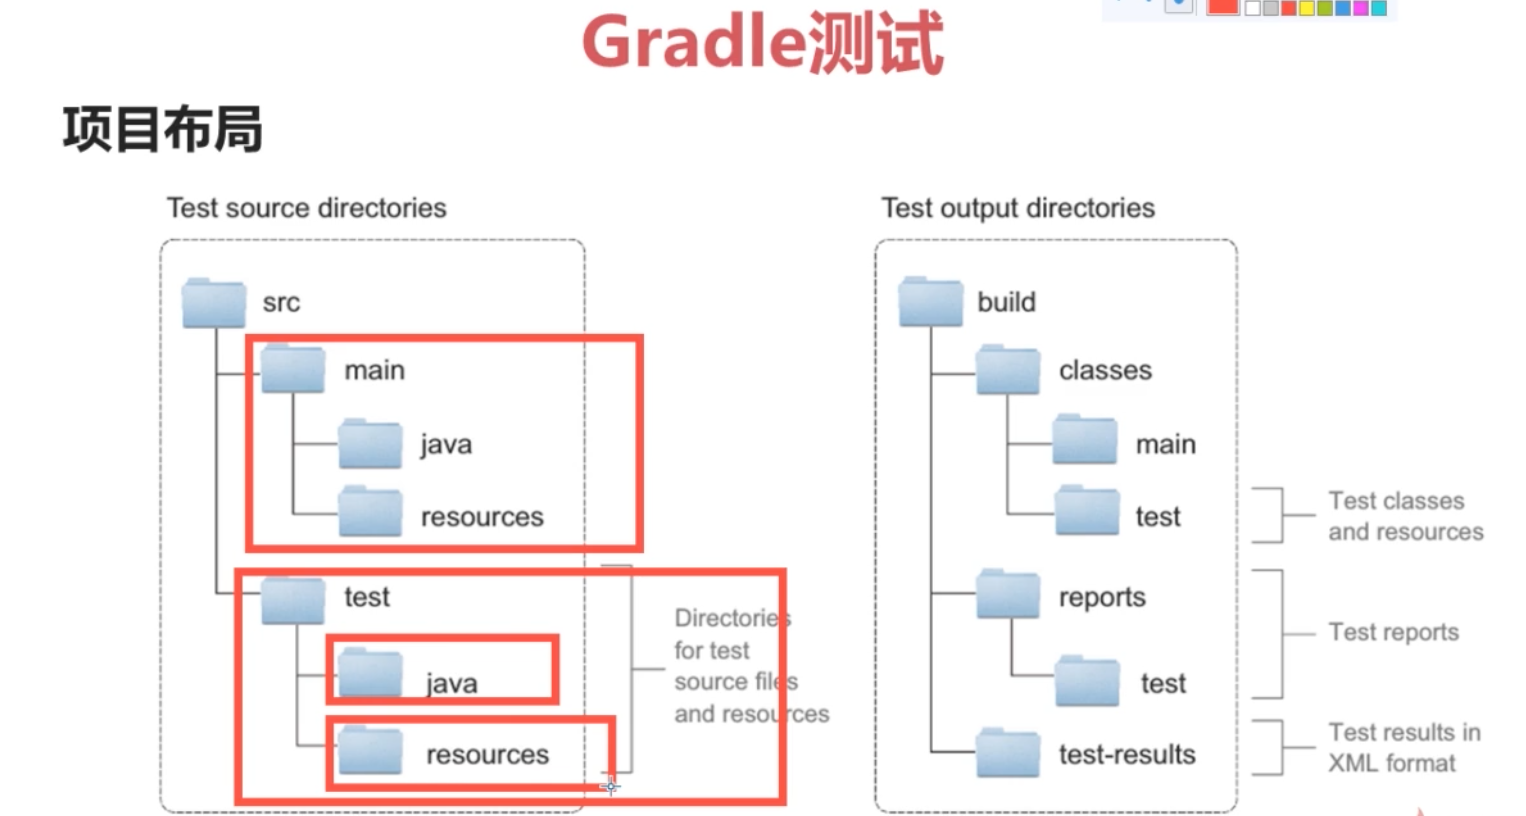 Gradle测试
项目布局
Test source directories
src
main
java
resources
test
java
resources
Directories
for test
source files
and resources
Test output directories
build
classes
main
test
reports
test
test-results
Test classes
and resources
Test reports
Test results in
XML format